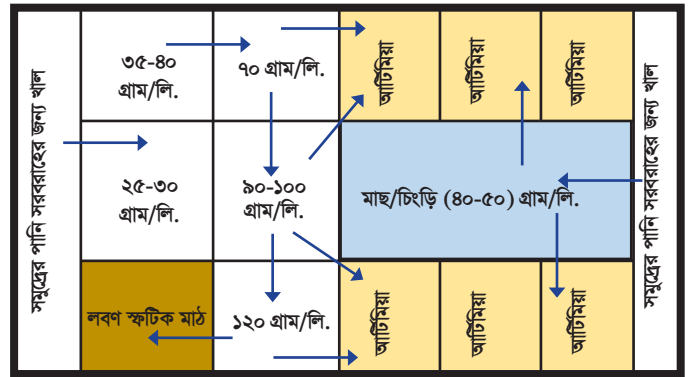 সমুদ্রের পানি সরবরাহের জন্য খাল
৩৫-৪০
গ্রাম/লি.
৭০ গ্রাম/লি.
আর্টিমিয়া
আর্টিমিয়া
আর্টিমিয়া
সমুদ্রের পানি সরবরাহের জন্য খাল
২৫-৩০
গ্রাম/লি.
৯০-১০০
গ্রাম/লি.
মাছ/চিংড়ি (৪০-৫০) গ্রাম/লি.
লবণ স্ফটিক মাঠ
১২০ গ্রাম/লি.
আর্টিমিয়া
আর্টিমিয়া
আর্টিমিয়া